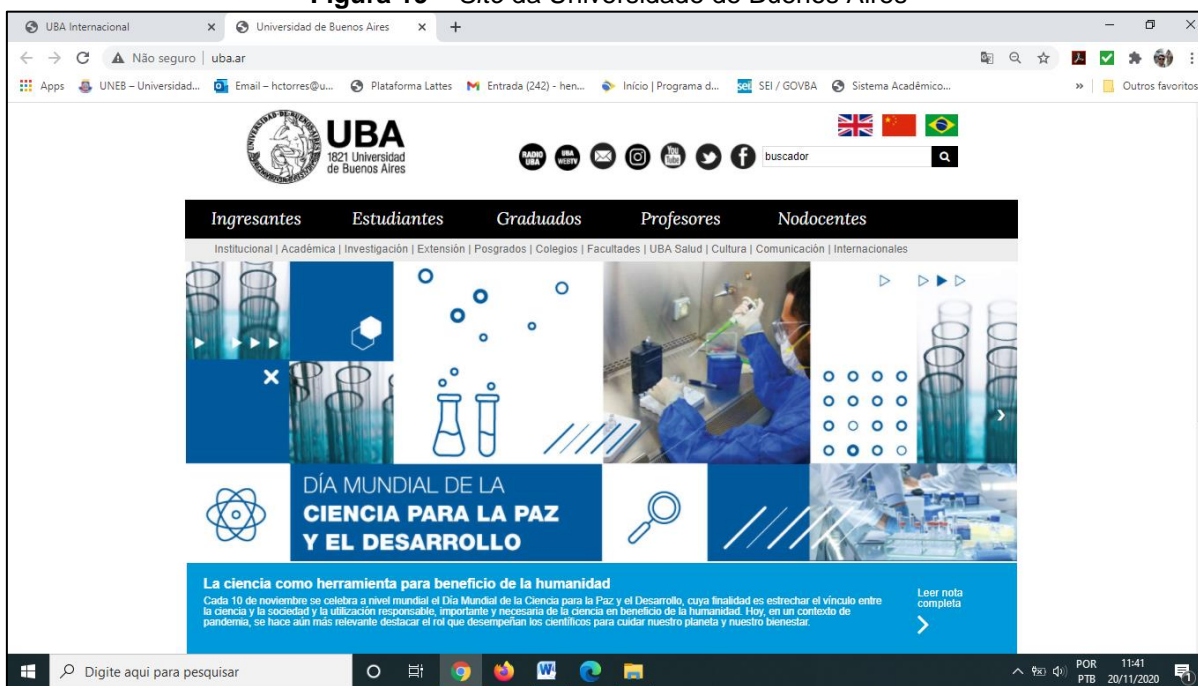 UBA Internacional
Universidad de Buenos Aires
Não seguro | uba.ar
Apps
UNEB – Universidad...
Email – hctorres@u...
Plataforma Lattes
Entrada (242) - hen...
Início | Programa d...
sei
SEI / GOVBA
Sistema Acadêmico...
»
Outros favoritos
UBA
1821 Universidad
de Buenos Aires
RADIO
UBA
UBA
WEBTV
You
Tube
buscador
Ingresantes Estudiantes Graduados Profesores Nodocentes
Institucional | Académica | Investigación | Extensión | Posgrados | Colegios | Facultades | UBA Salud | Cultura | Comunicación | Internacionales
DÍA MUNDIAL DE LA
CIENCIA PARA LA PAZ
Y EL DESARROLLO
La ciencia como herramienta para beneficio de la humanidad
Cada 10 de noviembre se celebra a nivel mundial el Día Mundial de la Ciencia para la Paz y el Desarrollo, cuya finalidad es estrechar el vínculo entre
la ciencia y la sociedad y la utilización responsable, importante y necesaria de la ciencia en beneficio de la humanidad. Hoy, en un contexto de
pandemia, se hace aún más relevante destacar el rol que desempeñan los científicos para cuidar nuestro planeta y nuestro bienestar.
Leer nota
completa
Digite aqui para pesquisar
POR
PTB
11:41
20/11/2020
1